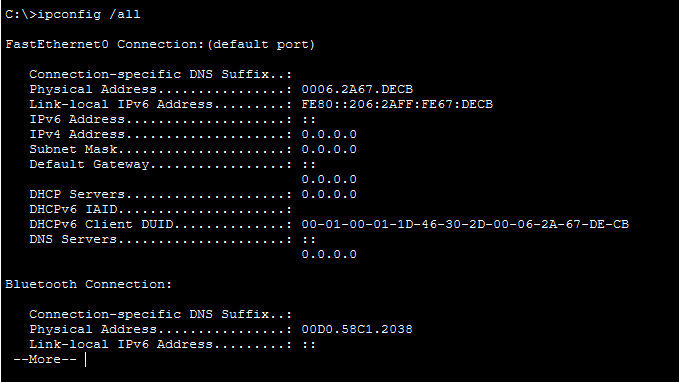 C:\>ipconfig /all
FastEthernet0 Connection:(default port)
Connection-specific DNS Suffix..:
Physical Address................: 0006.2A67.DECB
Link-local IPv6 Address.........: FE80::206:2AFF:FE67:DECB
IPv6 Address....................: ::
IPv4 Address....................: 0.0.0.0
Subnet Mask.....................: 0.0.0.0
Default Gateway.................: ::
0.0.0.0
DHCP Servers....................: 0.0.0.0
DHCPv6 IAID.....................:
DHCPv6 Client DUID..............: 00-01-00-01-1D-46-30-2D-00-06-2A-67-DE-CB
DNS Servers.....................: ::
0.0.0.0
Bluetooth Connection:
Connection-specific DNS Suffix..:
Physical Address................: 00D0.58C1.2038
Link-local IPv6 Address.........: ::
--More--